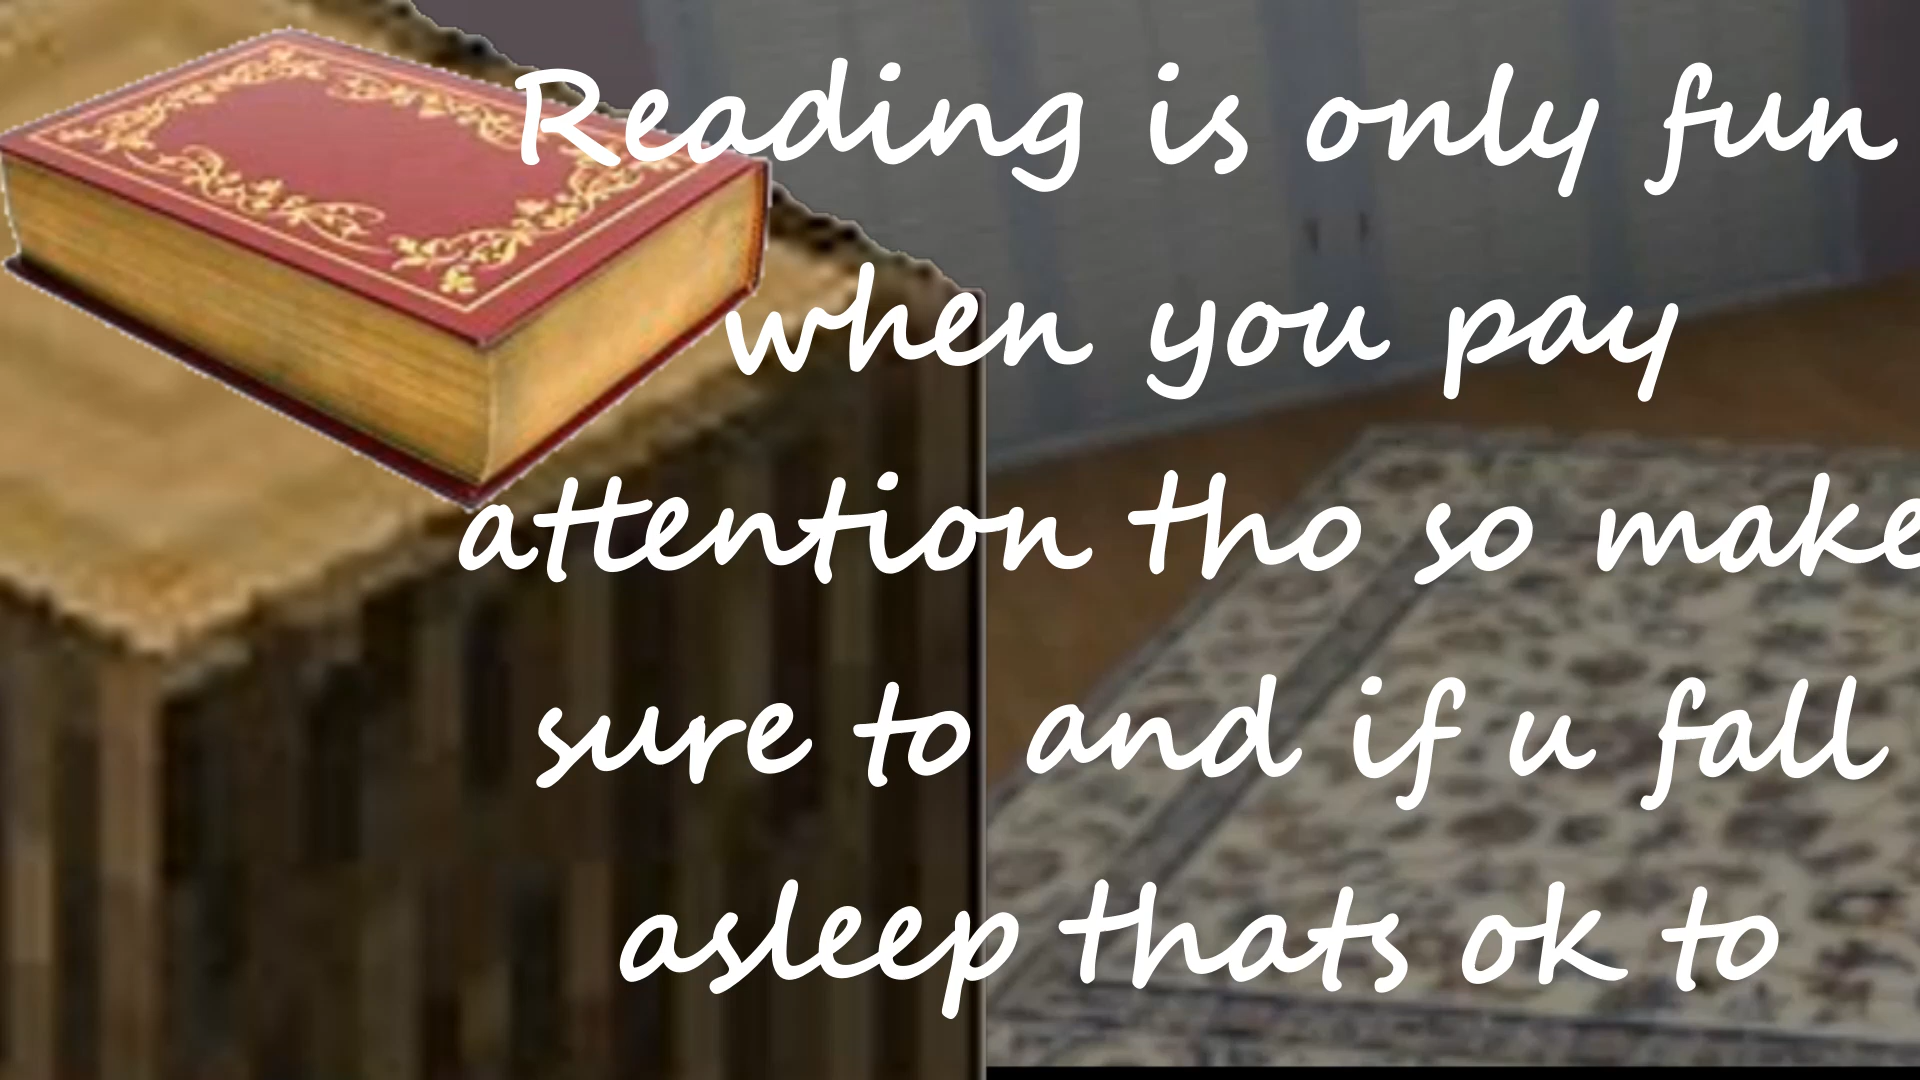 Reading is only fun
when you pay
attention tho so make
sure to and if u fall
asleep thats ok to